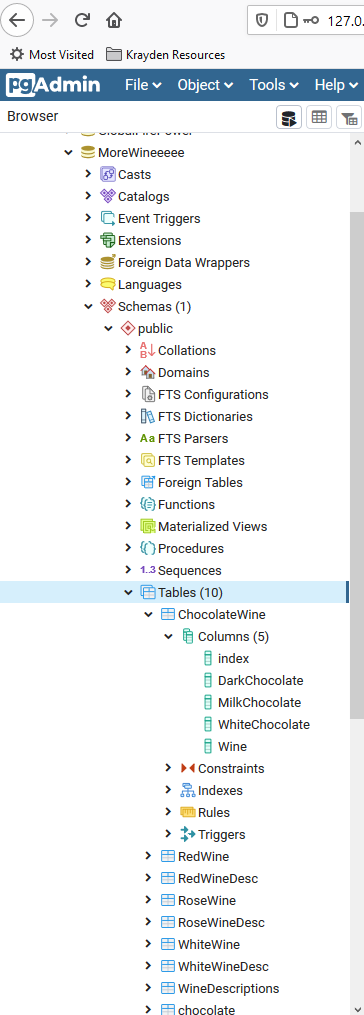 127.0.
Most Visited Krayden Resources
pgAdmin File Object Tools Help
Browser
MoreWineeeee
Casts
Catalogs
Event Triggers
Extensions
Foreign Data Wrappers
Languages
Schemas (1)
public
Collations
Domains
FTS Configurations
FTS Dictionaries
Aa FTS Parsers
FTS Templates
Foreign Tables
Functions
Materialized Views
Procedures
1..3 Sequences
Tables (10)
ChocolateWine
Columns (5)
index
DarkChocolate
MilkChocolate
WhiteChocolate
Wine
Constraints
Indexes
Rules
Triggers
RedWine
RedWineDesc
RoseWine
RoseWineDesc
WhiteWine
WhiteWineDesc
WineDescriptions
chocolate